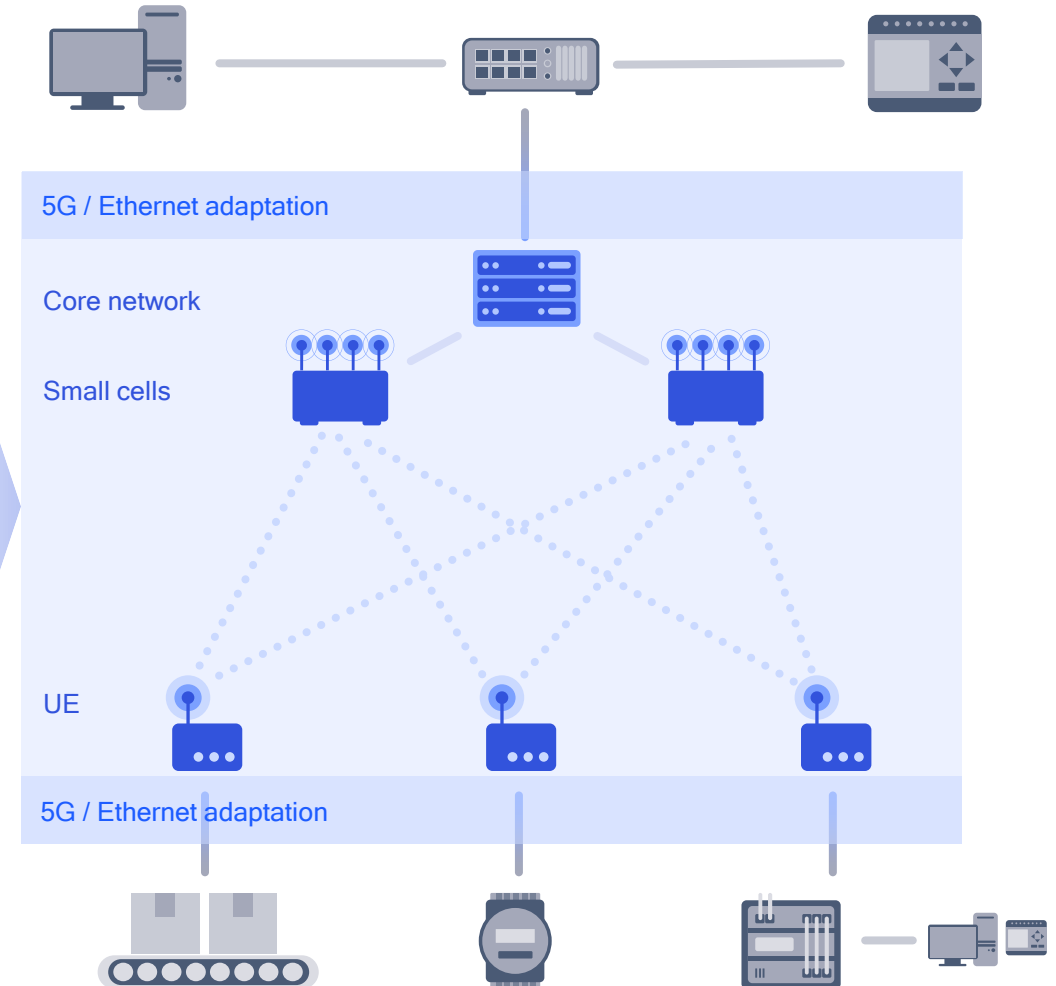 5G / Ethernet adaptation
Core network
Small cells
UE
5G / Ethernet adaptation